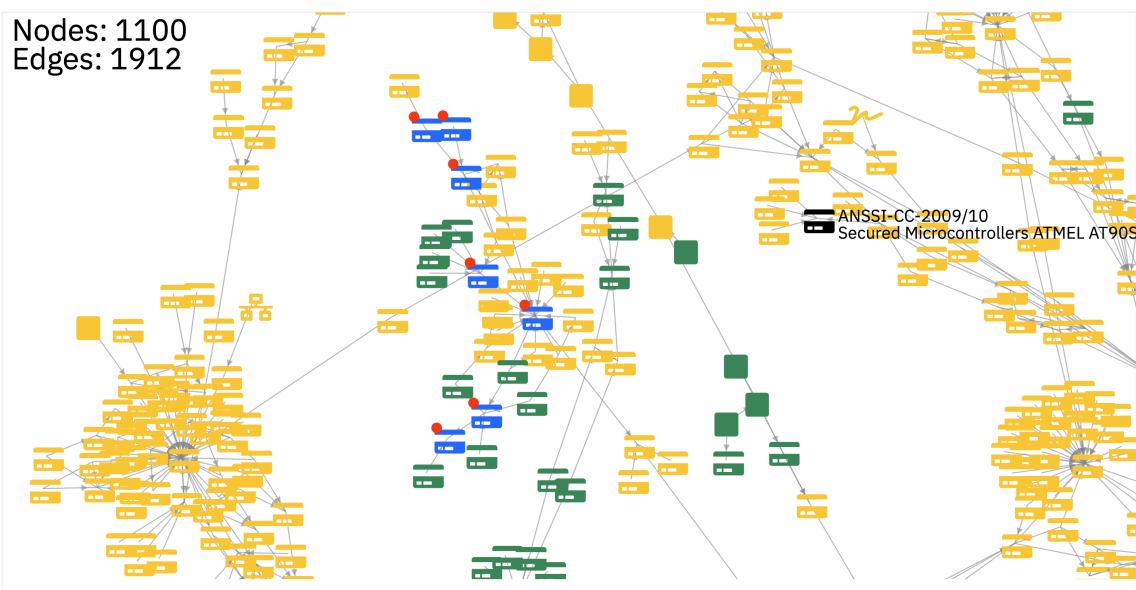 Nodes: 1100
Edges: 1912
ANSSI-CC-2009/10
Secured Microcontrollers ATMEL AT90S